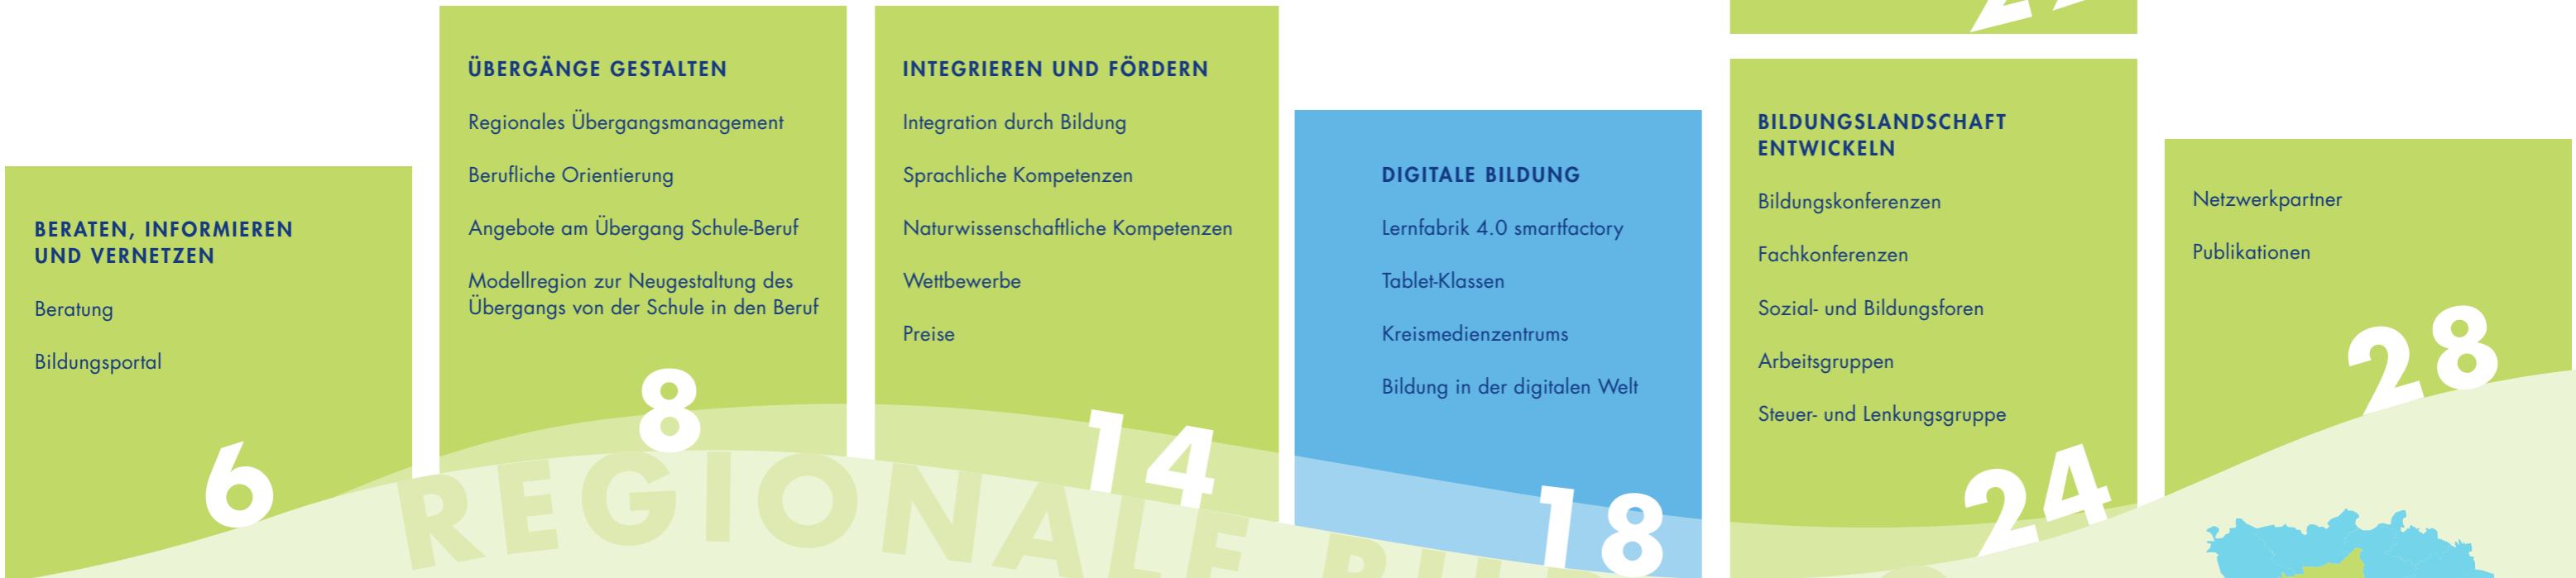 BERATEN, INFORMIEREN
UND VERNETZEN
Beratung
Bildungsportal
6
ÜBERGÄNGE GESTALTEN
Regionales Übergangsmanagement
Berufliche Orientierung
Angebote am Übergang Schule-Beruf
Modellregion zur Neugestaltung des
Übergangs von der Schule in den Beruf
8
INTEGRIEREN UND FÖRDERN
Integration durch Bildung
Sprachliche Kompetenzen
Naturwissenschaftliche Kompetenzen
Wettbewerbe
Preise
14
DIGITALE BILDUNG
Lernfabrik 4.0 smartfactory
Tablet-Klassen
Kreismedienzentrums
Bildung in der digitalen Welt
18
BILDUNGSLANDSCHAFT
ENTWICKELN
Bildungskonferenzen
Fachkonferenzen
Sozial- und Bildungsforen
Arbeitsgruppen
Steuer- und Lenkungsgruppe
24
Netzwerkpartner
Publikationen
28
REGIONALE